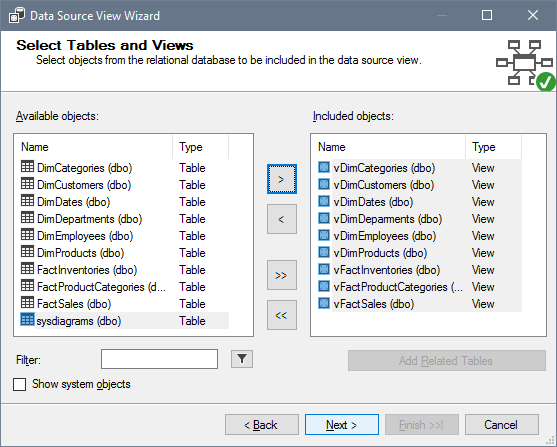 Data Source View Wizard
Select Tables and Views
Select objects from the relational database to be included in the data source view.
Available objects:
Name Type
DimCategories (dbo) Table
DimCustomers (dbo) Table
DimDates (dbo) Table
DimDepartments (dbo) Table
DimEmployees (dbo) Table
DimProducts (dbo) Table
FactInventories (dbo) Table
FactProductCategories (d... Table
FactSales (dbo) Table
sysdiagrams (dbo) Table
>
<
>>
<<
Included objects:
Name Type
vDimCategories (dbo) View
vDimCustomers (dbo) View
vDimDates (dbo) View
vDimDeparments (dbo) View
vDimEmployees (dbo) View
vDimProducts (dbo) View
vFactInventories (dbo) View
vFactProductCategories (... View
vFactSales (dbo) View
Filter:
Add Related Tables
Show system objects
< Back
Next >
Finish >>|
Cancel